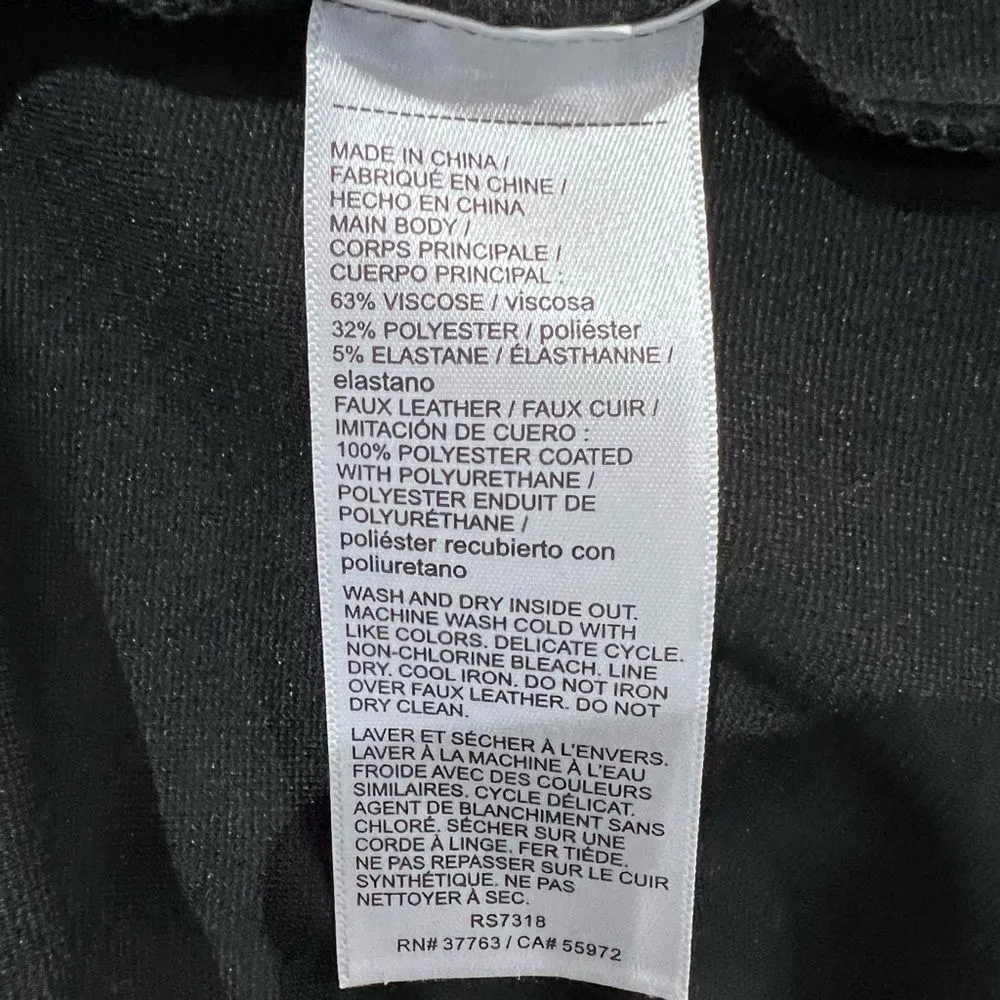 MADE IN CHINA /
FABRIQUÉ EN CHINE /
HECHO EN CHINA
MAIN BODY /
CORPS PRINCIPALE /
CUERPO PRINCIPAL :
63% VISCOSE / viscosa
32% POLYESTER / poliéster
5% ELASTANE / ÉLASTHANNE /
elastano
FAUX LEATHER / FAUX CUIR /
IMITACIÓN DE CUERO :
100% POLYESTER COATED
WITH POLYURETHANE /
POLYESTER ENDUIT DE
POLYURÉTHANE /
poliéster recubierto con
poliuretano
WASH AND DRY INSIDE OUT.
MACHINE WASH COLD WITH
LIKE COLORS. DELICATE CYCLE.
NON-CHLORINE BLEACH. LINE
DRY. COOL IRON. DO NOT IRON
OVER FAUX LEATHER. DO NOT
DRY CLEAN.
LAVER ET SÉCHER À L'ENVERS.
LAVER À LA MACHINE À L'EAU
FROIDE AVEC DES COULEURS
SIMILAIRES. CYCLE DÉLICAT.
AGENT DE BLANCHIMENT SANS
CHLORÉ. SÉCHER SUR UNE
CORDE À LINGE. FER TIÉDE.
NE PAS REPASSER SUR LE CUIR
SYNTHÉTIQUE. NE PAS
NETTOYER À SEC.
RS7318
RN# 37763 / CA# 55972